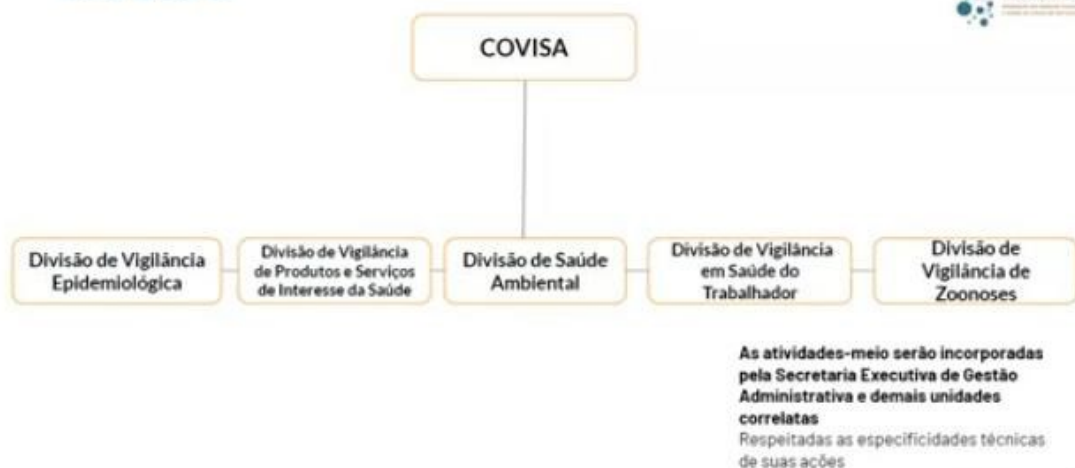 COVISA
Divisão de Vigilância
Epidemiológica
Divisão de Vigilância
de Produtos e Serviços
de Interesse da Saúde
Divisão de Saúde
Ambiental
Divisão de Vigilância
em Saúde do
Trabalhador
Divisão de
Vigilância de
Zoonoses
As atividades-meio serão incorporadas
pela Secretaria Executiva de Gestão
Administrativa e demais unidades
correlatas
Respeitadas as especificidades técnicas
de suas ações